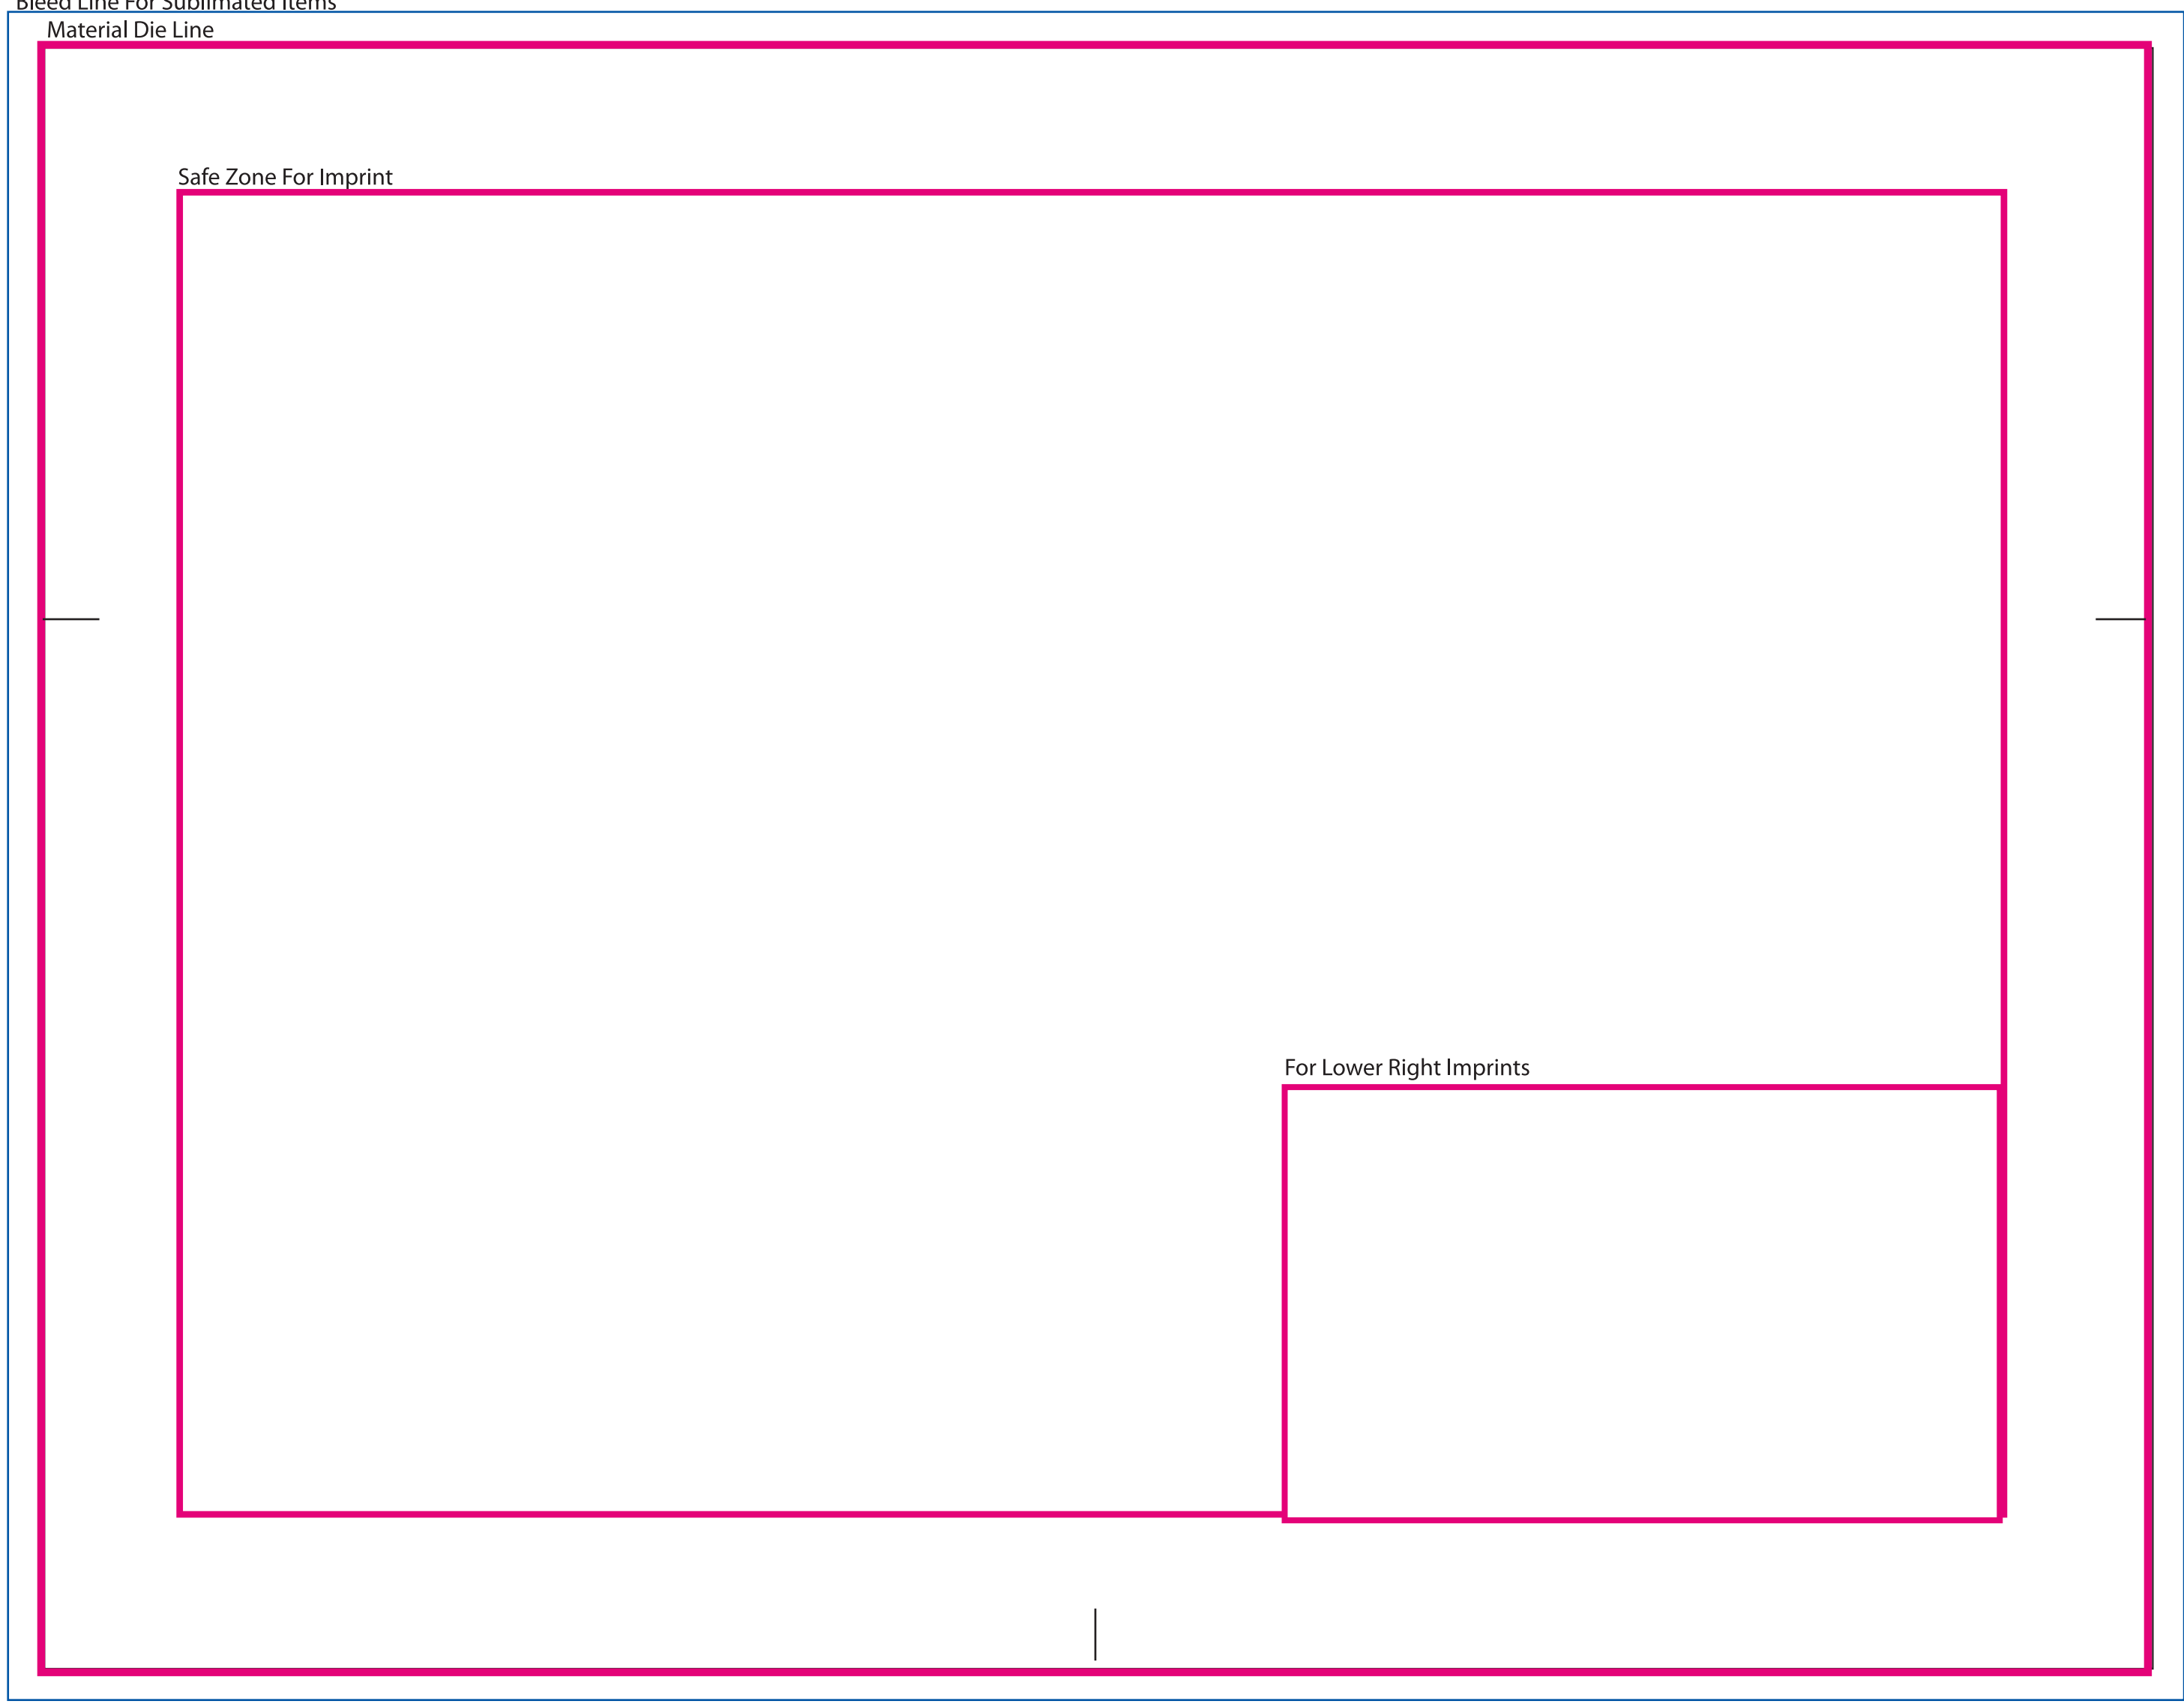 Bleed Line For Sublimated Items
Material Die Line
Safe Zone For Imprint
For Lower Right Imprints